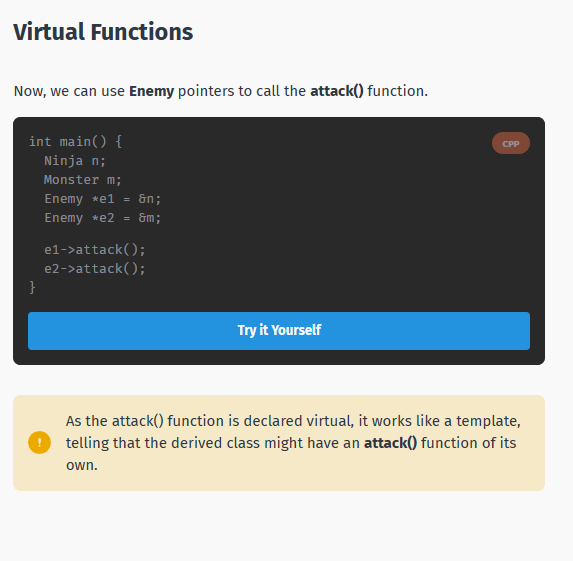 Virtual Functions
Now, we can use Enemy pointers to call the attack() function.
CPP
int main() {
  Ninja n;
  Monster m;
  Enemy *e1 = &n;
  Enemy *e2 = &m;

  e1->attack();
  e2->attack();
}
Try it Yourself
!
As the attack() function is declared virtual, it works like a template,
telling that the derived class might have an attack() function of its
own.